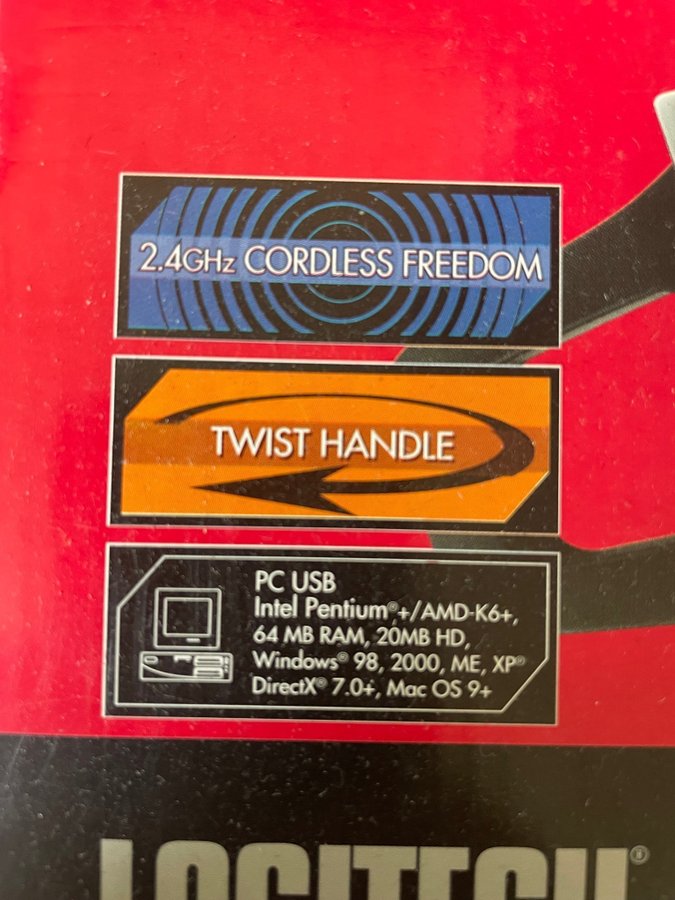 2.4GHz CORDLESS FREEDOM
TWIST HANDLE
PC USB
Intel Pentium®+/AMD-K6+,
64 MB RAM, 20MB HD,
Windows® 98, 2000, ME, XP®
DirectX® 7.0+, Mac OS 9+
LOGITECH®